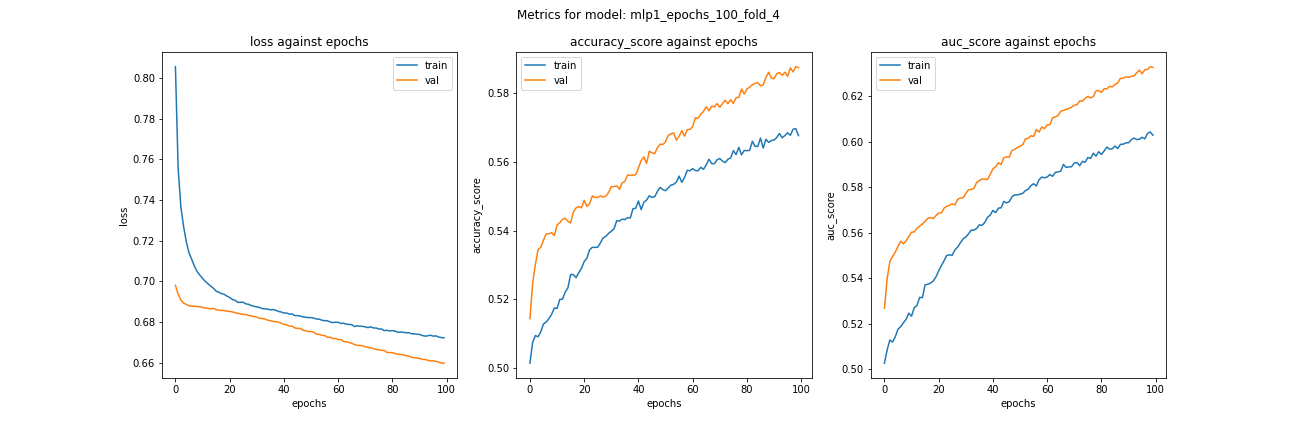 Metrics for model: mlp1_epochs_100_fold_4
loss against epochs
train
val
0.80
0.78
0.76
0.74
0.72
0.70
0.68
0.66
loss
0
20
40
60
80
100
epochs
accuracy_score against epochs
train
val
0.58
0.56
0.54
0.52
0.50
accuracy_score
0
20
40
60
80
100
epochs
auc_score against epochs
train
val
0.62
0.60
0.58
0.56
0.54
0.52
0.50
auc_score
0
20
40
60
80
100
epochs